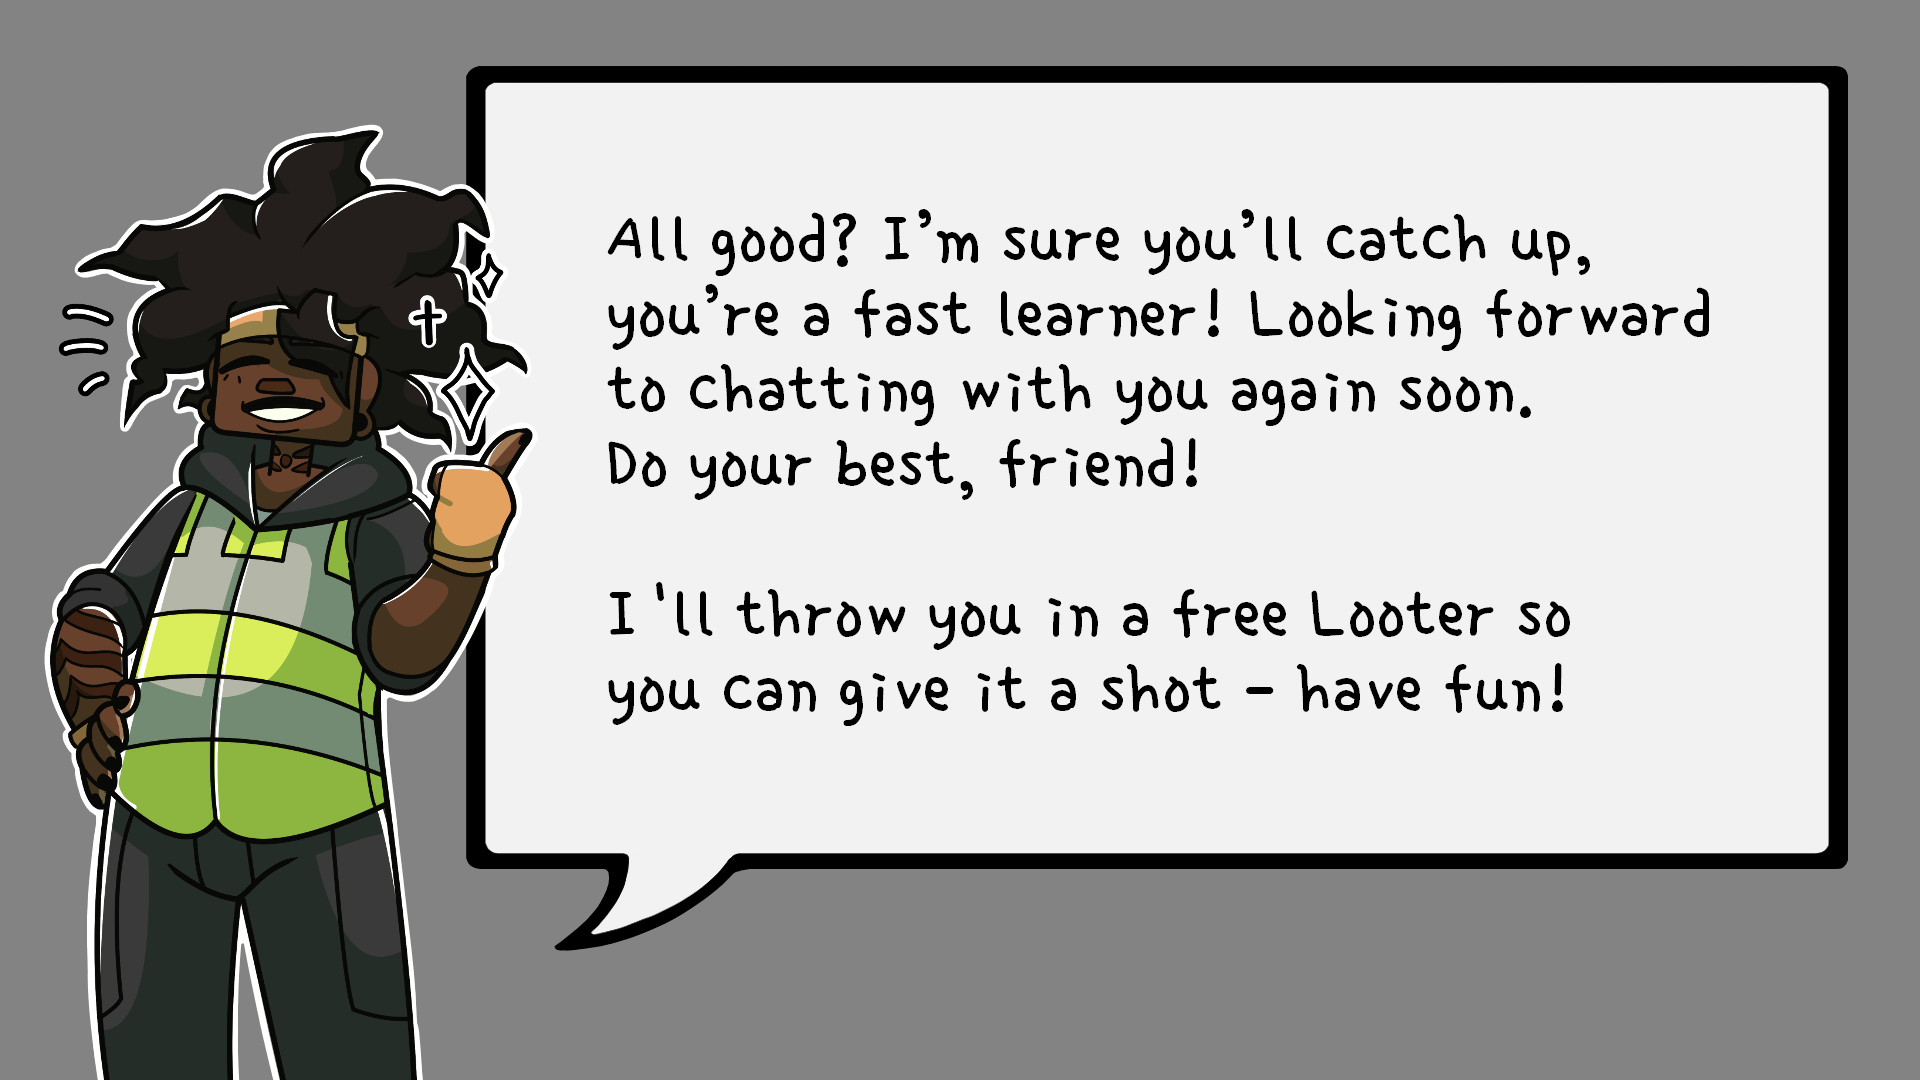 All good? I’m sure you’ll catch up,
you’re a fast learner! Looking forward
to chatting with you again soon.
Do your best, friend!
I 'll throw you in a free Looter so
you can give it a shot - have fun!